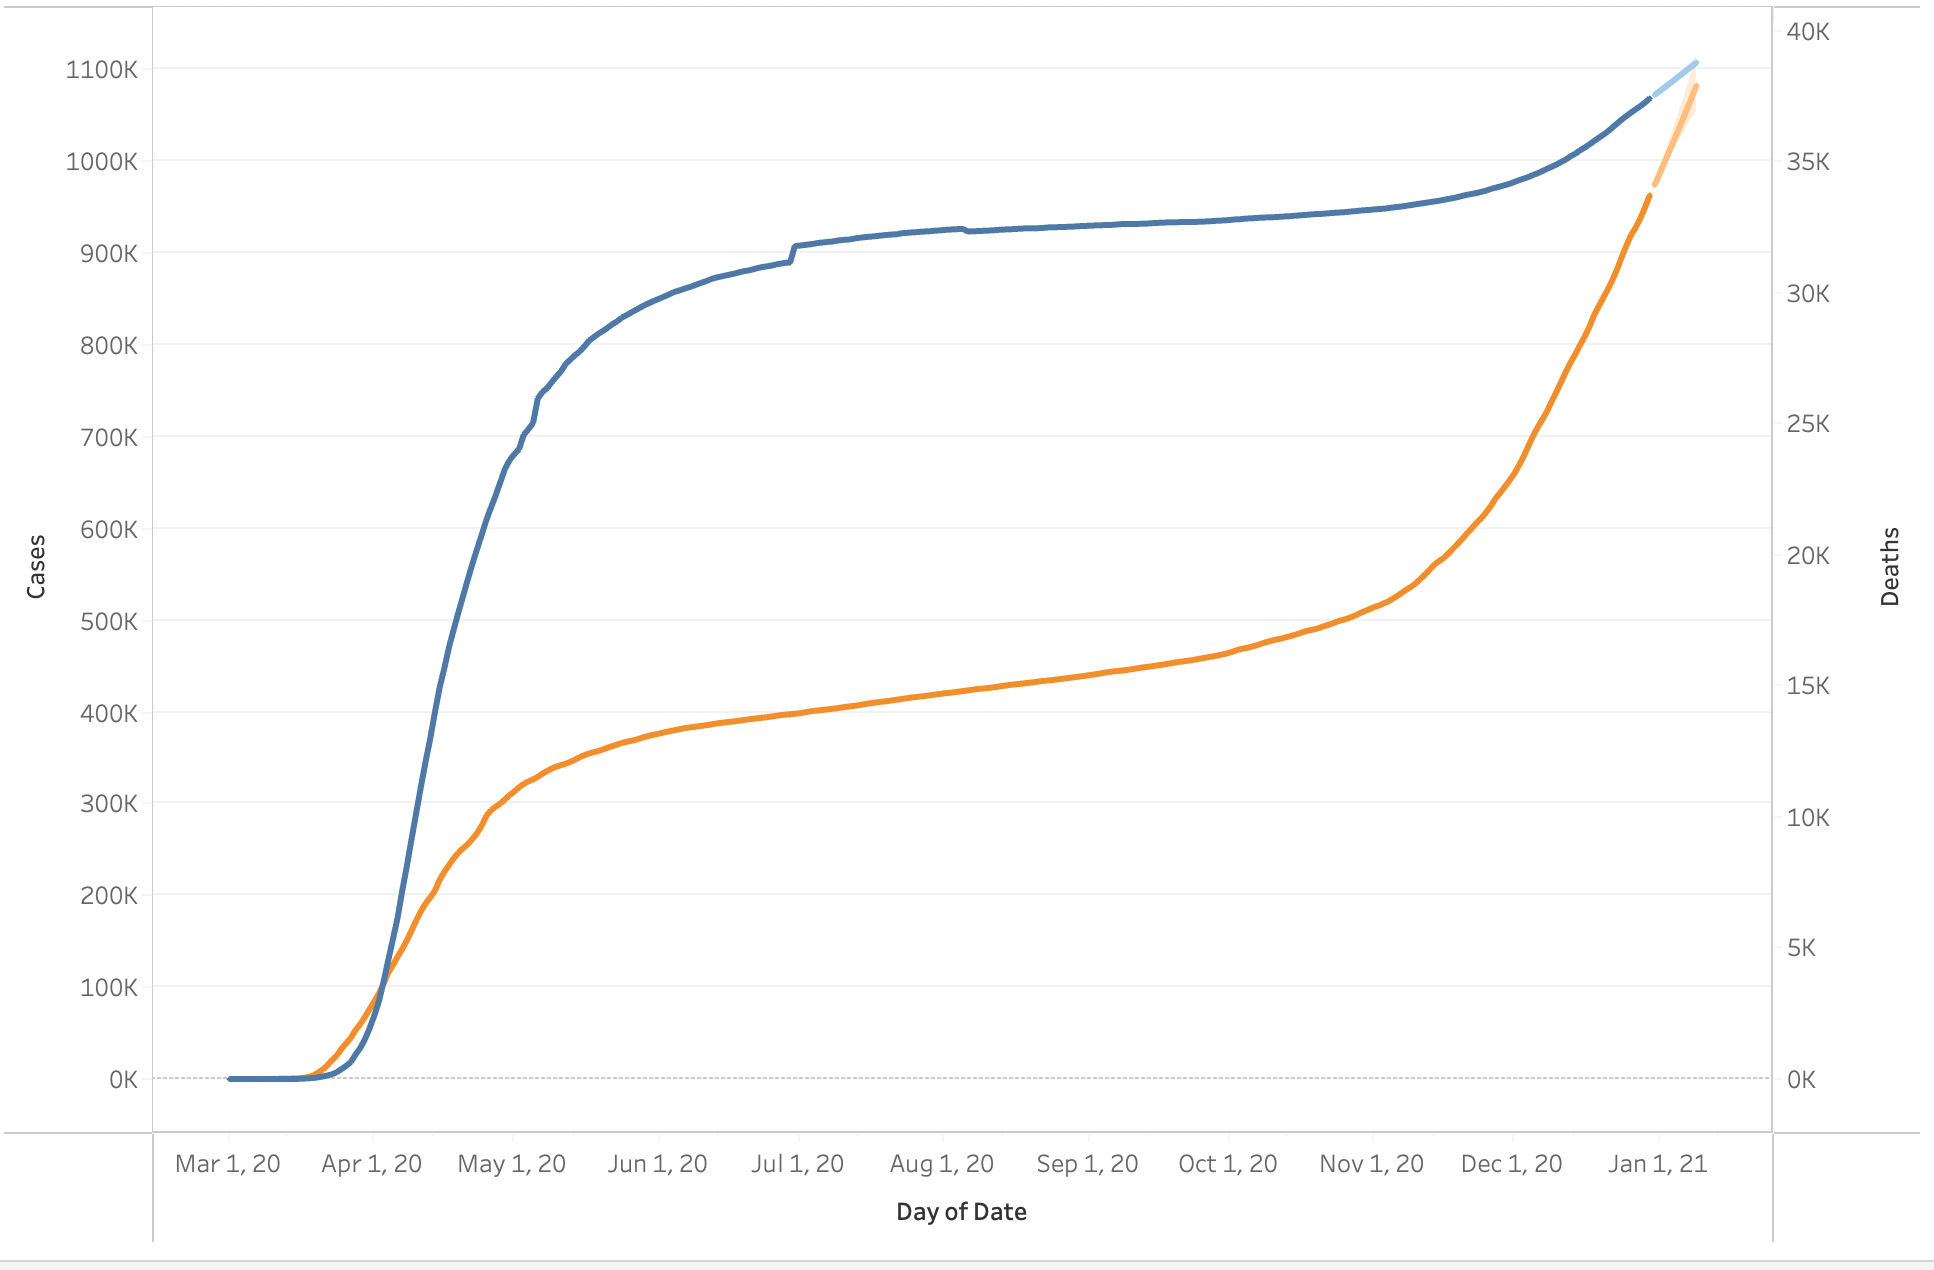 Cases
1100K
1000K
900K
800K
700K
600K
500K
400K
300K
200K
100K
0K
40K
35K
30K
25K
20K
15K
10K
5K
0K
Deaths
Mar 1, 20 Apr 1, 20 May 1, 20 Jun 1, 20 Jul 1, 20 Aug 1, 20 Sep 1, 20 Oct 1, 20 Nov 1, 20 Dec 1, 20 Jan 1, 21
Day of Date